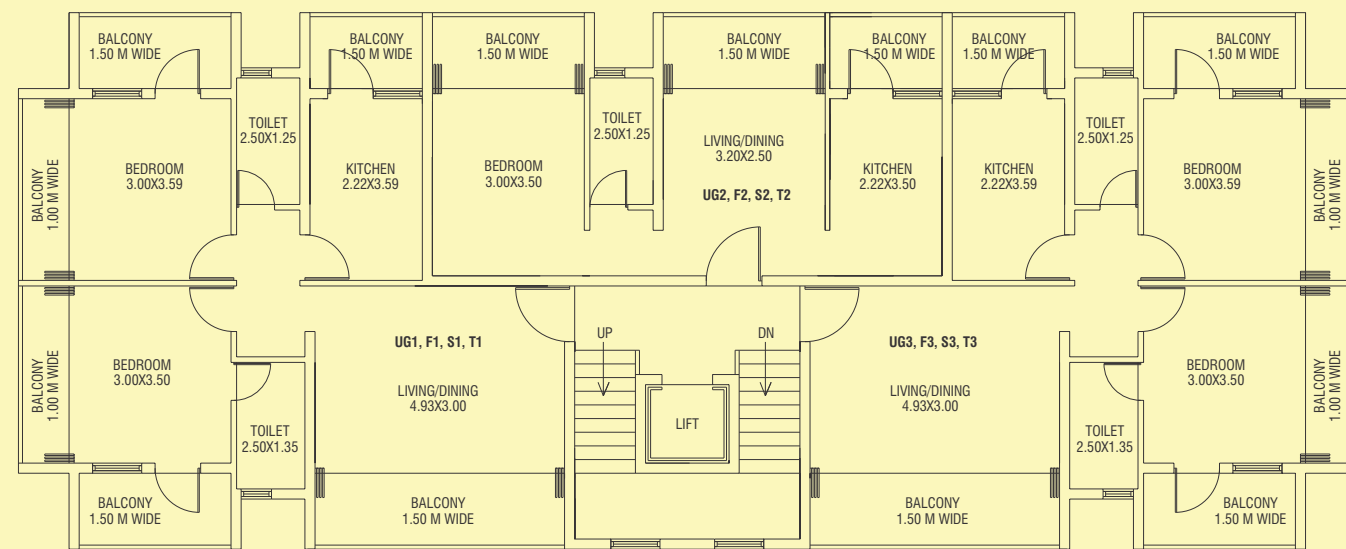 BALCONY
1.50 M WIDE
BALCONY
1.50 M WIDE
BALCONY
1.50 M WIDE
BALCONY
1.50 M WIDE
BALCONY
1.50 M WIDE
BALCONY
1.50 M WIDE
BALCONY
1.50 M WIDE
BALCONY
1.00 M WIDE
BEDROOM
3.00X3.59
TOILET
2.50X1.25
KITCHEN
2.22X3.59
BEDROOM
3.00X3.50
TOILET
2.50X1.25
LIVING/DINING
3.20X2.50
UG2, F2, S2, T2
KITCHEN
2.22X3.50
KITCHEN
2.22X3.59
TOILET
2.50X1.25
BEDROOM
3.00X3.59
BALCONY
1.00 M WIDE
BALCONY
1.00 M WIDE
BEDROOM
3.00X3.50
TOILET
2.50X1.35
UG1, F1, S1, T1
LIVING/DINING
4.93X3.00
UP
LIFT
DN
UG3, F3, S3, T3
LIVING/DINING
4.93X3.00
TOILET
2.50X1.35
BEDROOM
3.00X3.50
BALCONY
1.00 M WIDE
BALCONY
1.50 M WIDE
BALCONY
1.50 M WIDE
BALCONY
1.50 M WIDE
BALCONY
1.50 M WIDE